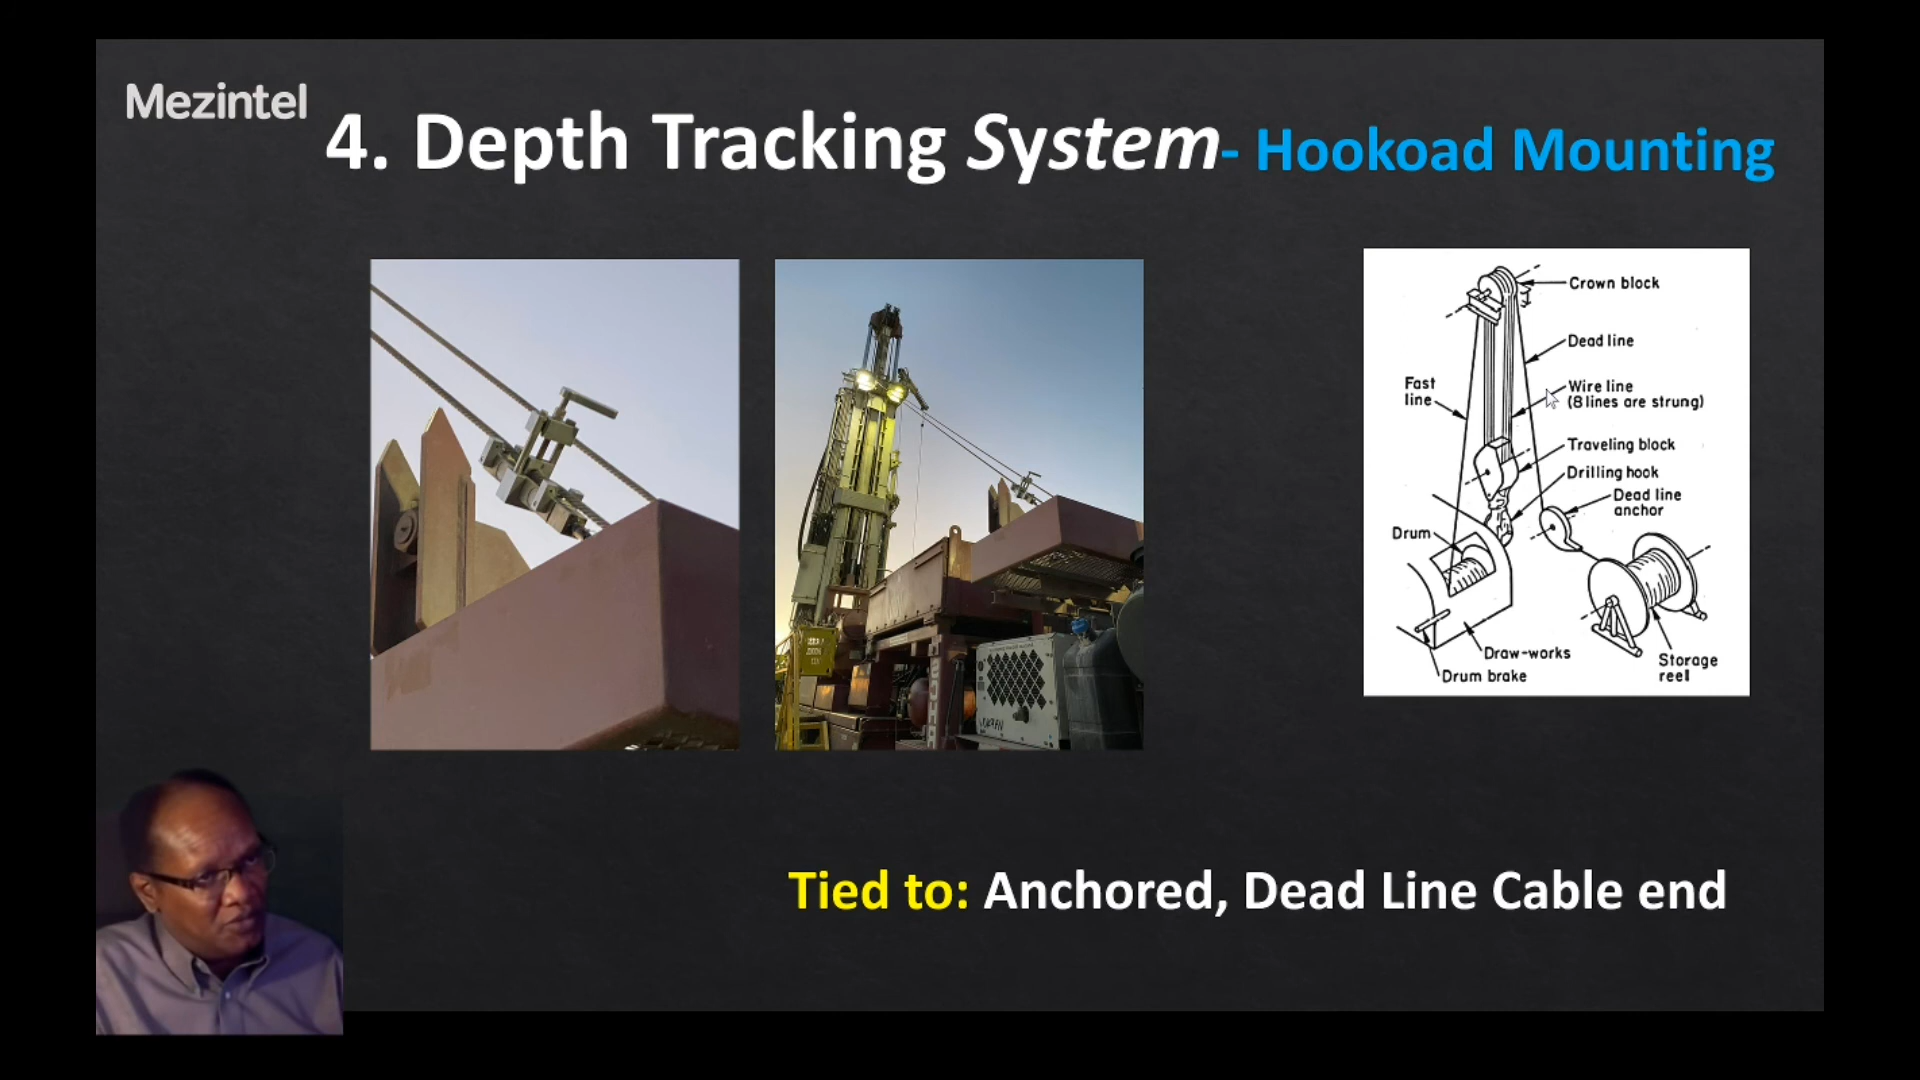 Mezintel
4. Depth Tracking System- Hookoad Mounting
Crown block
Dead line
Fast
line
Wire line
(8 lines are strung)
Traveling block
Drilling hook
Dead line
anchor
Drum
Draw-works
Drum brake
Storage
reel
Tied to: Anchored, Dead Line Cable end